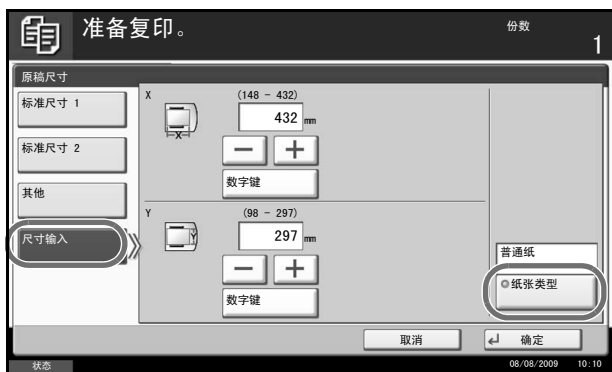 准备复印。
份数
1
原稿尺寸
标准尺寸 1
标准尺寸 2
其他
尺寸输入
X
(148 - 432)
432 mm
X
数字键
Y
(98 - 297)
Y
297 mm
数字键
普通纸
纸张类型
取消
确定
状态
08/08/2009 10:10